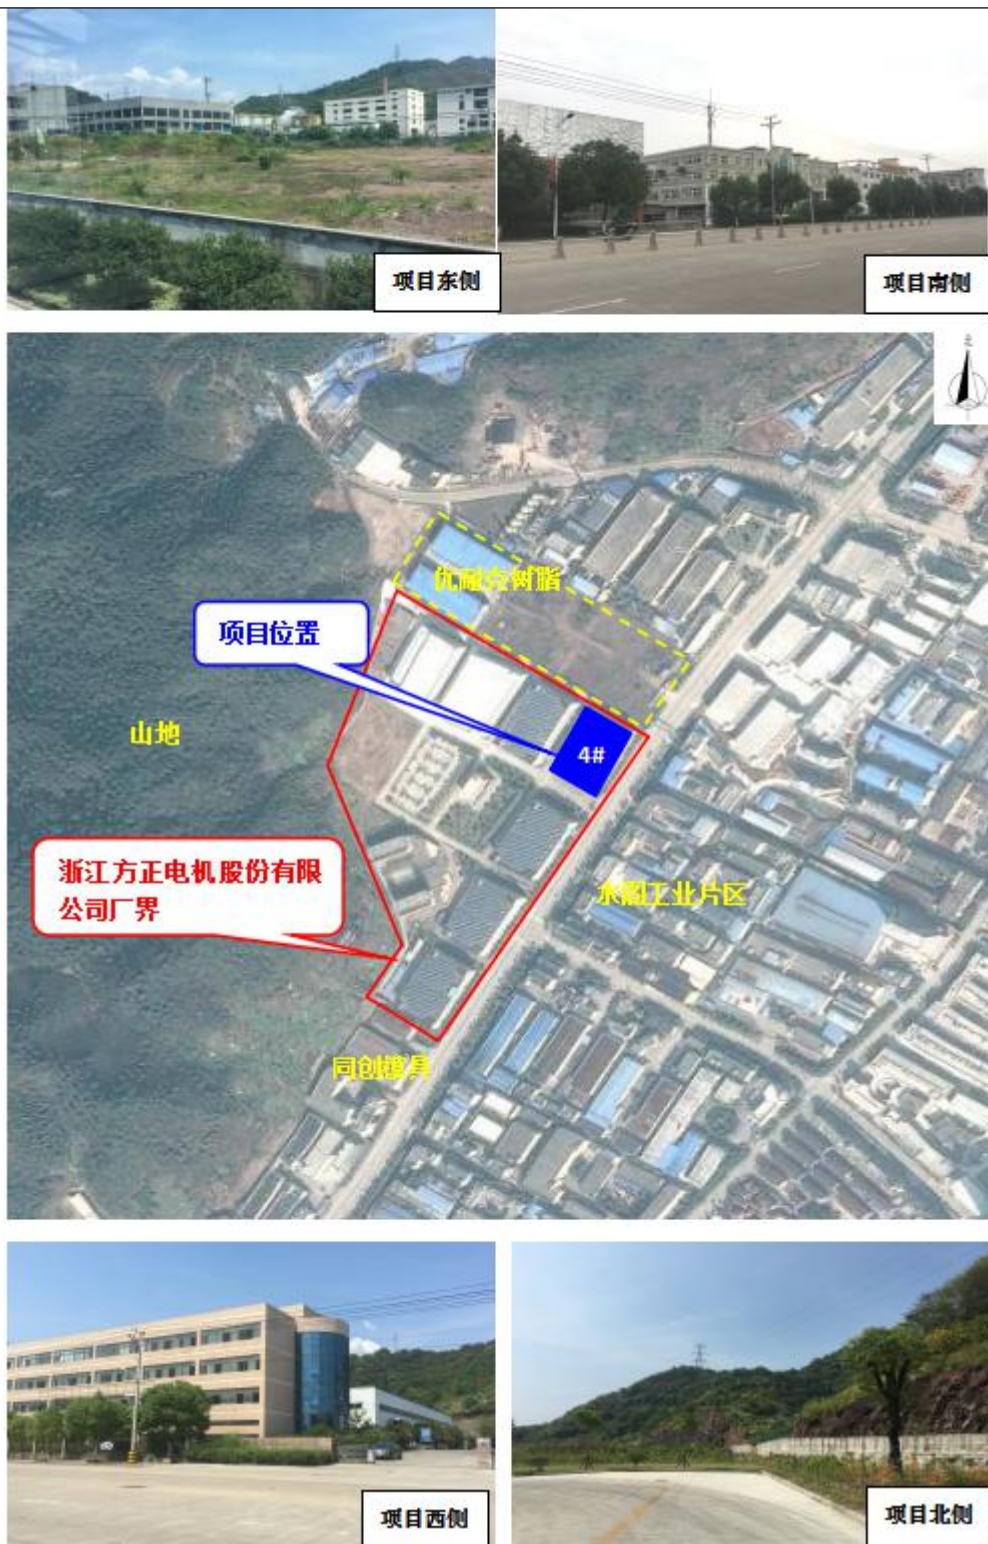 项目东侧
项目南侧
北
优耐克树脂
项目位置
4#
山地
浙江方正电机股份有限
公司厂界
水阁工业片区
同创模具
项目西侧
项目北侧